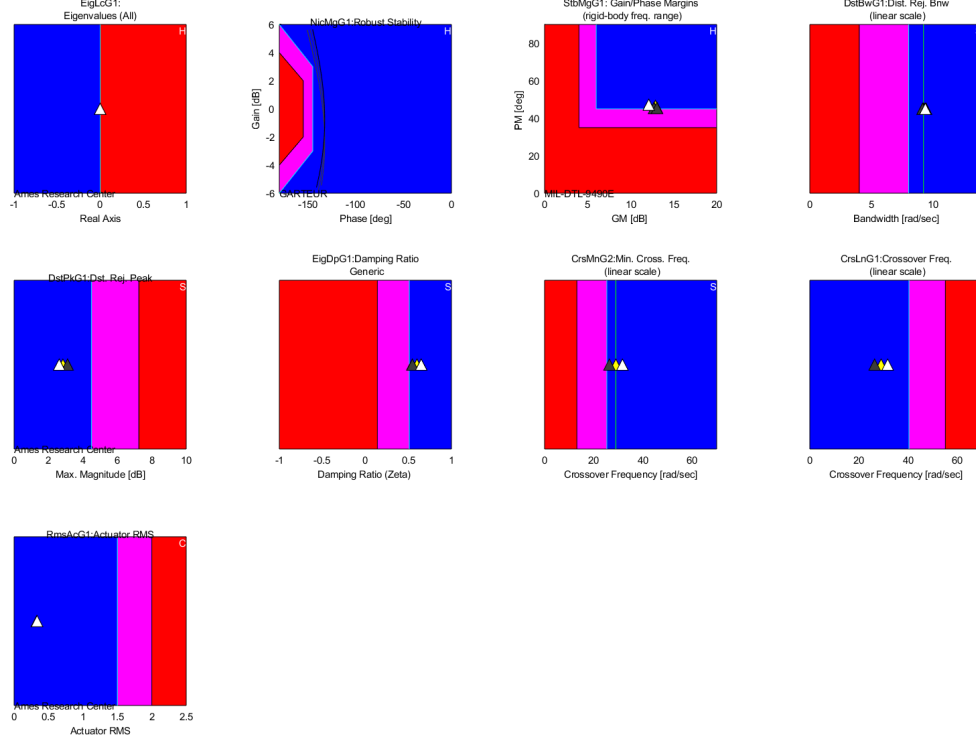 EigLcG1:
Eigenvalues (All)
H
Ames Research Center
-1 -0.5 0 0.5 1
Real Axis
NicMgG1:Robust Stability
H
6
4
2
0
-2
-4
-6
Gain [dB]
GARTEUR
-150 -100 -50 0
Phase [deg]
StbMgG1: Gain/Phase Margins
(rigid-body freq. range)
H
80
60
40
20
0
PM [deg]
MIL-DTL-9490E
0 5 10 15 20
GM [dB]
DstBwG1:Dist. Rej. Bnw
(linear scale)
0 5 10
Bandwidth [rad/sec]
DstPkG1:Dst. Rej. Peak
S
Ames Research Center
0 2 4 6 8 10
Max. Magnitude [dB]
EigDpG1:Damping Ratio
Generic
S
-1 -0.5 0 0.5 1
Damping Ratio (Zeta)
CrsMnG2:Min. Cross. Freq.
(linear scale)
S
0 20 40 60
Crossover Frequency [rad/sec]
CrsLnG1:Crossover Freq.
(linear scale)
0 20 40 60
Crossover Frequency [rad/sec]
RmsAcG1:Actuator RMS
C
Ames Research Center
0 0.5 1 1.5 2 2.5
Actuator RMS